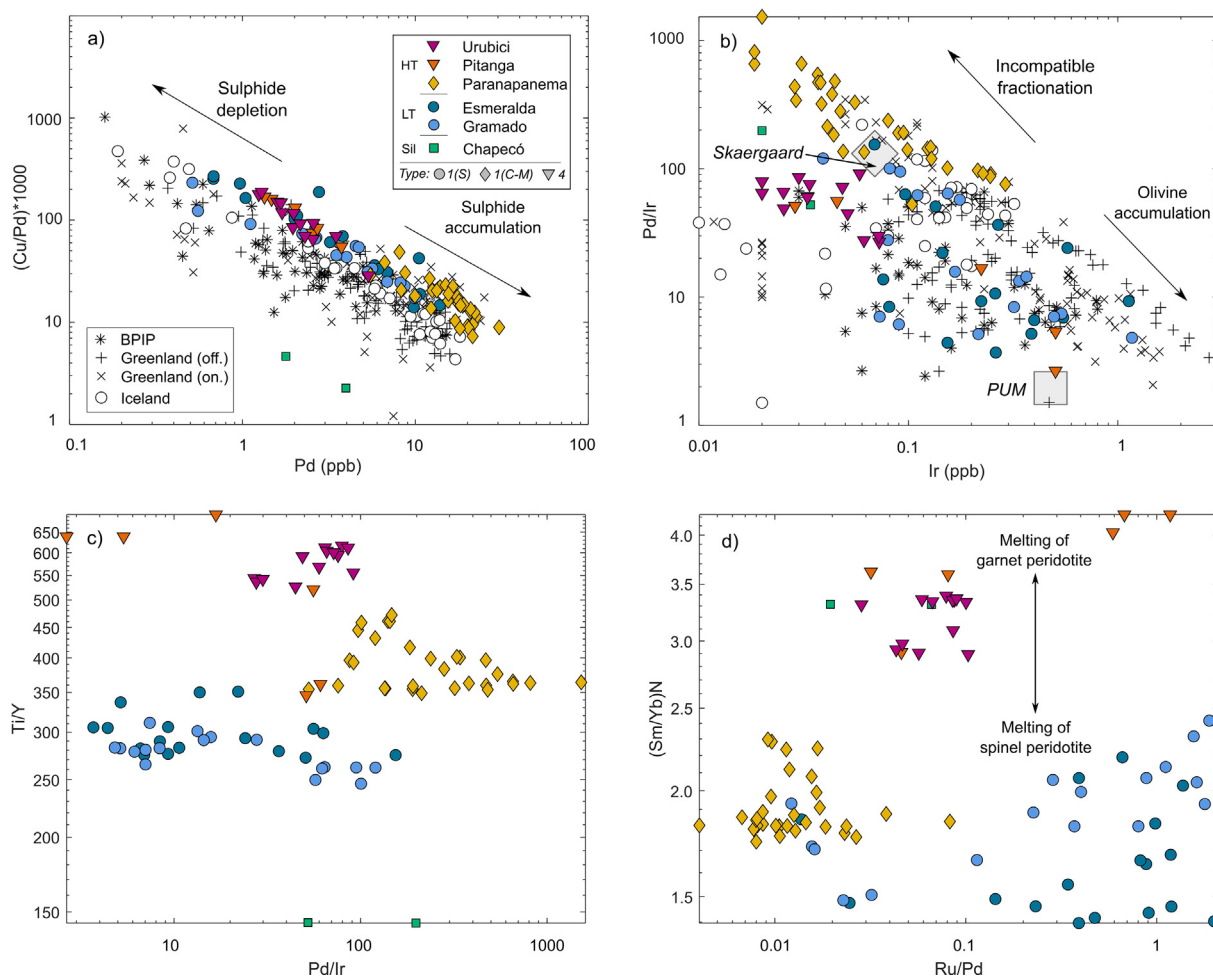 a)
(Cu/Pd)*1000
1000
100
10
1
0.1
1
10
100
Pd (ppb)
Sulphide
depletion
Sulphide
accumulation
HT
Urubici
Pitanga
Paranapanema
LT
Esmeralda
Gramado
Sil
Chapecó
Type: 1(S) 1(C-M) 4
BPIP
Greenland (off.)
Greenland (on.)
Iceland
b)
Pd/Ir
1000
100
10
1
0.01
0.1
1
Ir (ppb)
Incompatible
fractionation
Skaergaard
Olivine
accumulation
PUM
c)
Ti/Y
650
600
550
500
450
400
350
300
250
200
150
10
100
1000
Pd/Ir
d)
(Sm/Yb)N
4.0
3.5
3.0
2.5
2.0
1.5
0.01
0.1
1
Ru/Pd
Melting of
garnet peridotite
Melting of
spinel peridotite